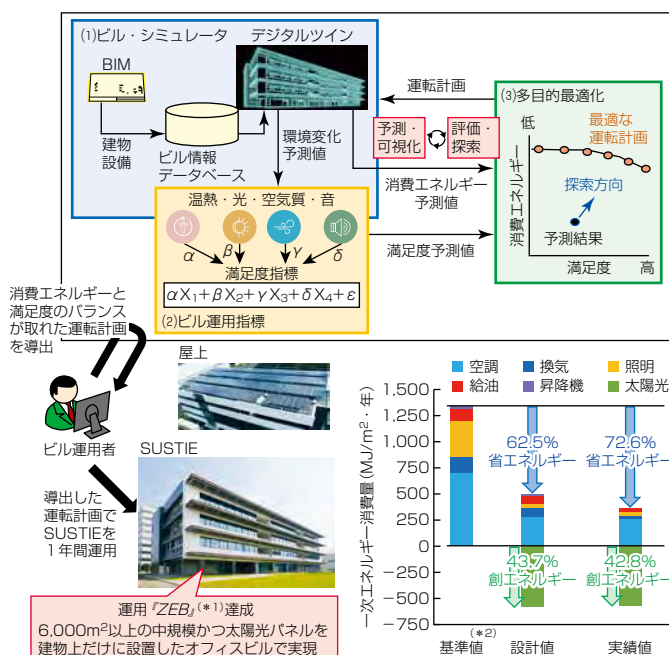 (1)ビル・シミュレータ
デジタルツイン
BIM
建物
設備
ビル情報
データベース
環境変化
予測値
運転計画
予測・
可視化
評価・
探索
消費エネルギー
予測値
満足度予測値
(3)多目的最適化
低
消費エネルギー
最適な
運転計画
探索方向
予測結果
満足度
高
温熱・光・空気質・音
α
β
γ
δ
満足度指標
αX₁+βX₂+γX₃+δX₄+ε
(2)ビル運用指標
消費エネルギーと
満足度のバランス
が取れた運転計画
を導出
ビル運用者
屋上
SUSTIE
導出した
運転計画で
SUSTIEを
1年間運用
運用『ZEB』(*1)達成
6,000m²以上の中規模かつ太陽光パネルを
建物上だけに設置したオフィスビルで実現
空調
換気
照明
給油
昇降機
太陽光
一次エネルギー消費量(MJ/m²・年)
1,500
1,250
1,000
750
500
250
0
−250
−500
−750
62.5%
省エネルギー
72.6%
省エネルギー
43.7%
創エネルギー
42.8%
創エネルギー
基準値(*2)
設計値
実績値